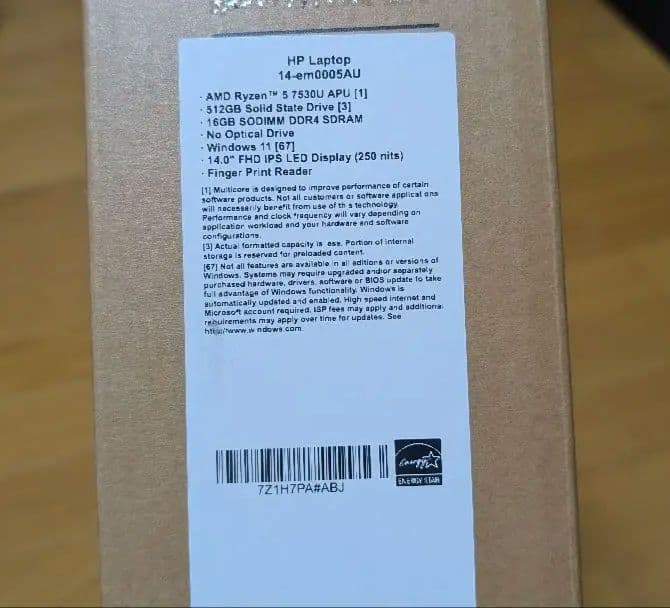 HP Laptop
14-em0005AU
· AMD Ryzen™ 5 7530U APU [1]
· 512GB Solid State Drive [3]
· 16GB SODIMM DDR4 SDRAM
· No Optical Drive
· Windows 11 [67]
· 14.0" FHD IPS LED Display (250 nits)
· Finger Print Reader
[1] Multicore is designed to improve performance of certain
software products. Not all customers or software applications
will necessarily benefit from use of this technology.
Performance and clock frequency will vary depending on
application workload and your hardware and software
configurations.
[3] Actual formatted capacity is less. Portion of internal
storage is reserved for preloaded content.
[67] Not all features are available in all editions or versions of
Windows. Systems may require upgraded and/or separately
purchased hardware, drivers, software or BIOS update to take
full advantage of Windows functionality. Windows is
automatically updated and enabled. High speed internet and
Microsoft account required. ISP fees may apply and additional
requirements may apply over time for updates. See
http://www.windows.com.
7Z1H7PA#ABJ
energy
ENERGY STAR